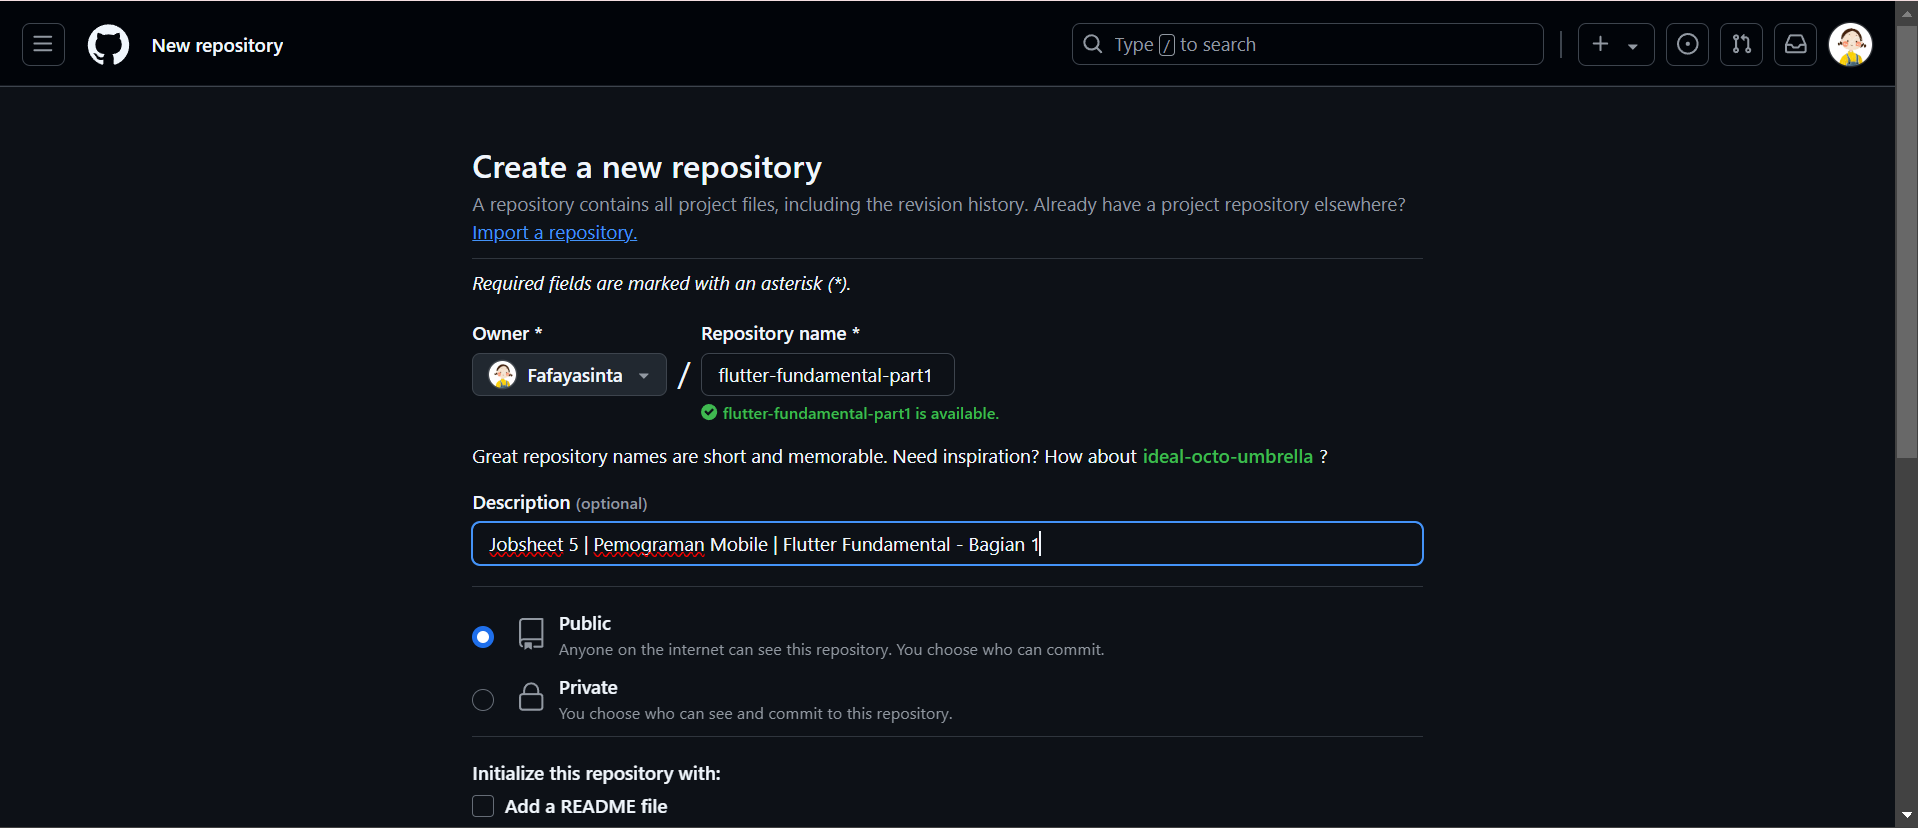 New repository
Type / to search
Create a new repository
A repository contains all project files, including the revision history. Already have a project repository elsewhere?
Import a repository.
Required fields are marked with an asterisk (*).
Owner *
Repository name *
Fafayasinta
/
flutter-fundamental-part1
flutter-fundamental-part1 is available.
Great repository names are short and memorable. Need inspiration? How about ideal-octo-umbrella ?
Description (optional)
Jobsheet 5 | Pemograman Mobile | Flutter Fundamental - Bagian 1
Public
Anyone on the internet can see this repository. You choose who can commit.
Private
You choose who can see and commit to this repository.
Initialize this repository with:
Add a README file